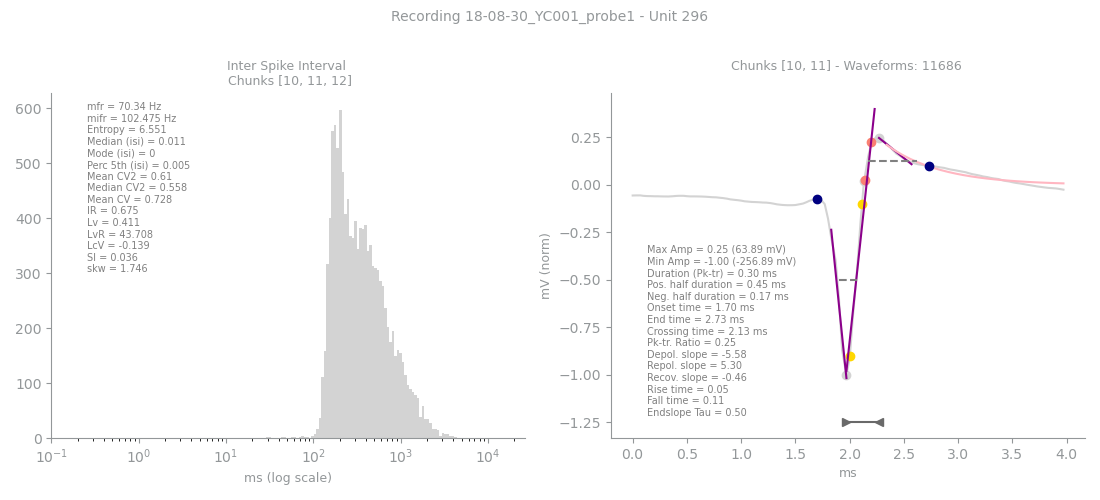 Recording 18-08-30_YC001_probe1 - Unit 296
Inter Spike Interval
Chunks [10, 11, 12]
600
500
400
300
200
100
0
mfr = 70.34 Hz
mifr = 102.475 Hz
Entropy = 6.551
Median (isi) = 0.011
Mode (isi) = 0
Perc 5th (isi) = 0.005
Mean CV2 = 0.61
Median CV2 = 0.558
Mean CV = 0.728
IR = 0.675
Lv = 0.411
LvR = 43.708
LcV = -0.139
SI = 0.036
skw = 1.746
10⁻¹ 10⁰ 10¹ 10² 10³ 10⁴
ms (log scale)
Chunks [10, 11] - Waveforms: 11686
mV (norm)
0.25
0.00
−0.25
−0.50
−0.75
−1.00
−1.25
Max Amp = 0.25 (63.89 mV)
Min Amp = -1.00 (-256.89 mV)
Duration (Pk-tr) = 0.30 ms
Pos. half duration = 0.45 ms
Neg. half duration = 0.17 ms
Onset time = 1.70 ms
End time = 2.73 ms
Crossing time = 2.13 ms
Pk-tr. Ratio = 0.25
Depol. slope = -5.58
Repol. slope = 5.30
Recov. slope = -0.46
Rise time = 0.05
Fall time = 0.11
Endslope Tau = 0.50
0.0 0.5 1.0 1.5 2.0 2.5 3.0 3.5 4.0
ms